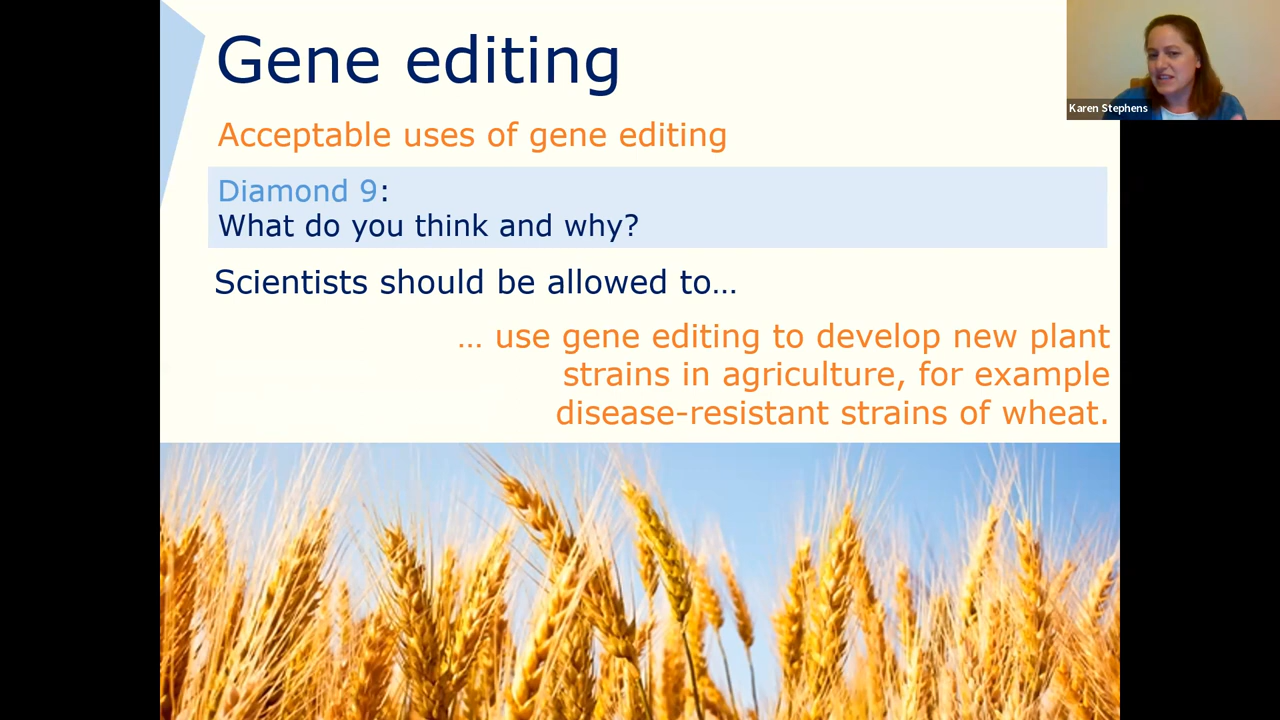 Gene editing
Karen Stephens
Acceptable uses of gene editing
Diamond 9:
What do you think and why?
Scientists should be allowed to…
… use gene editing to develop new plant
strains in agriculture, for example
disease-resistant strains of wheat.